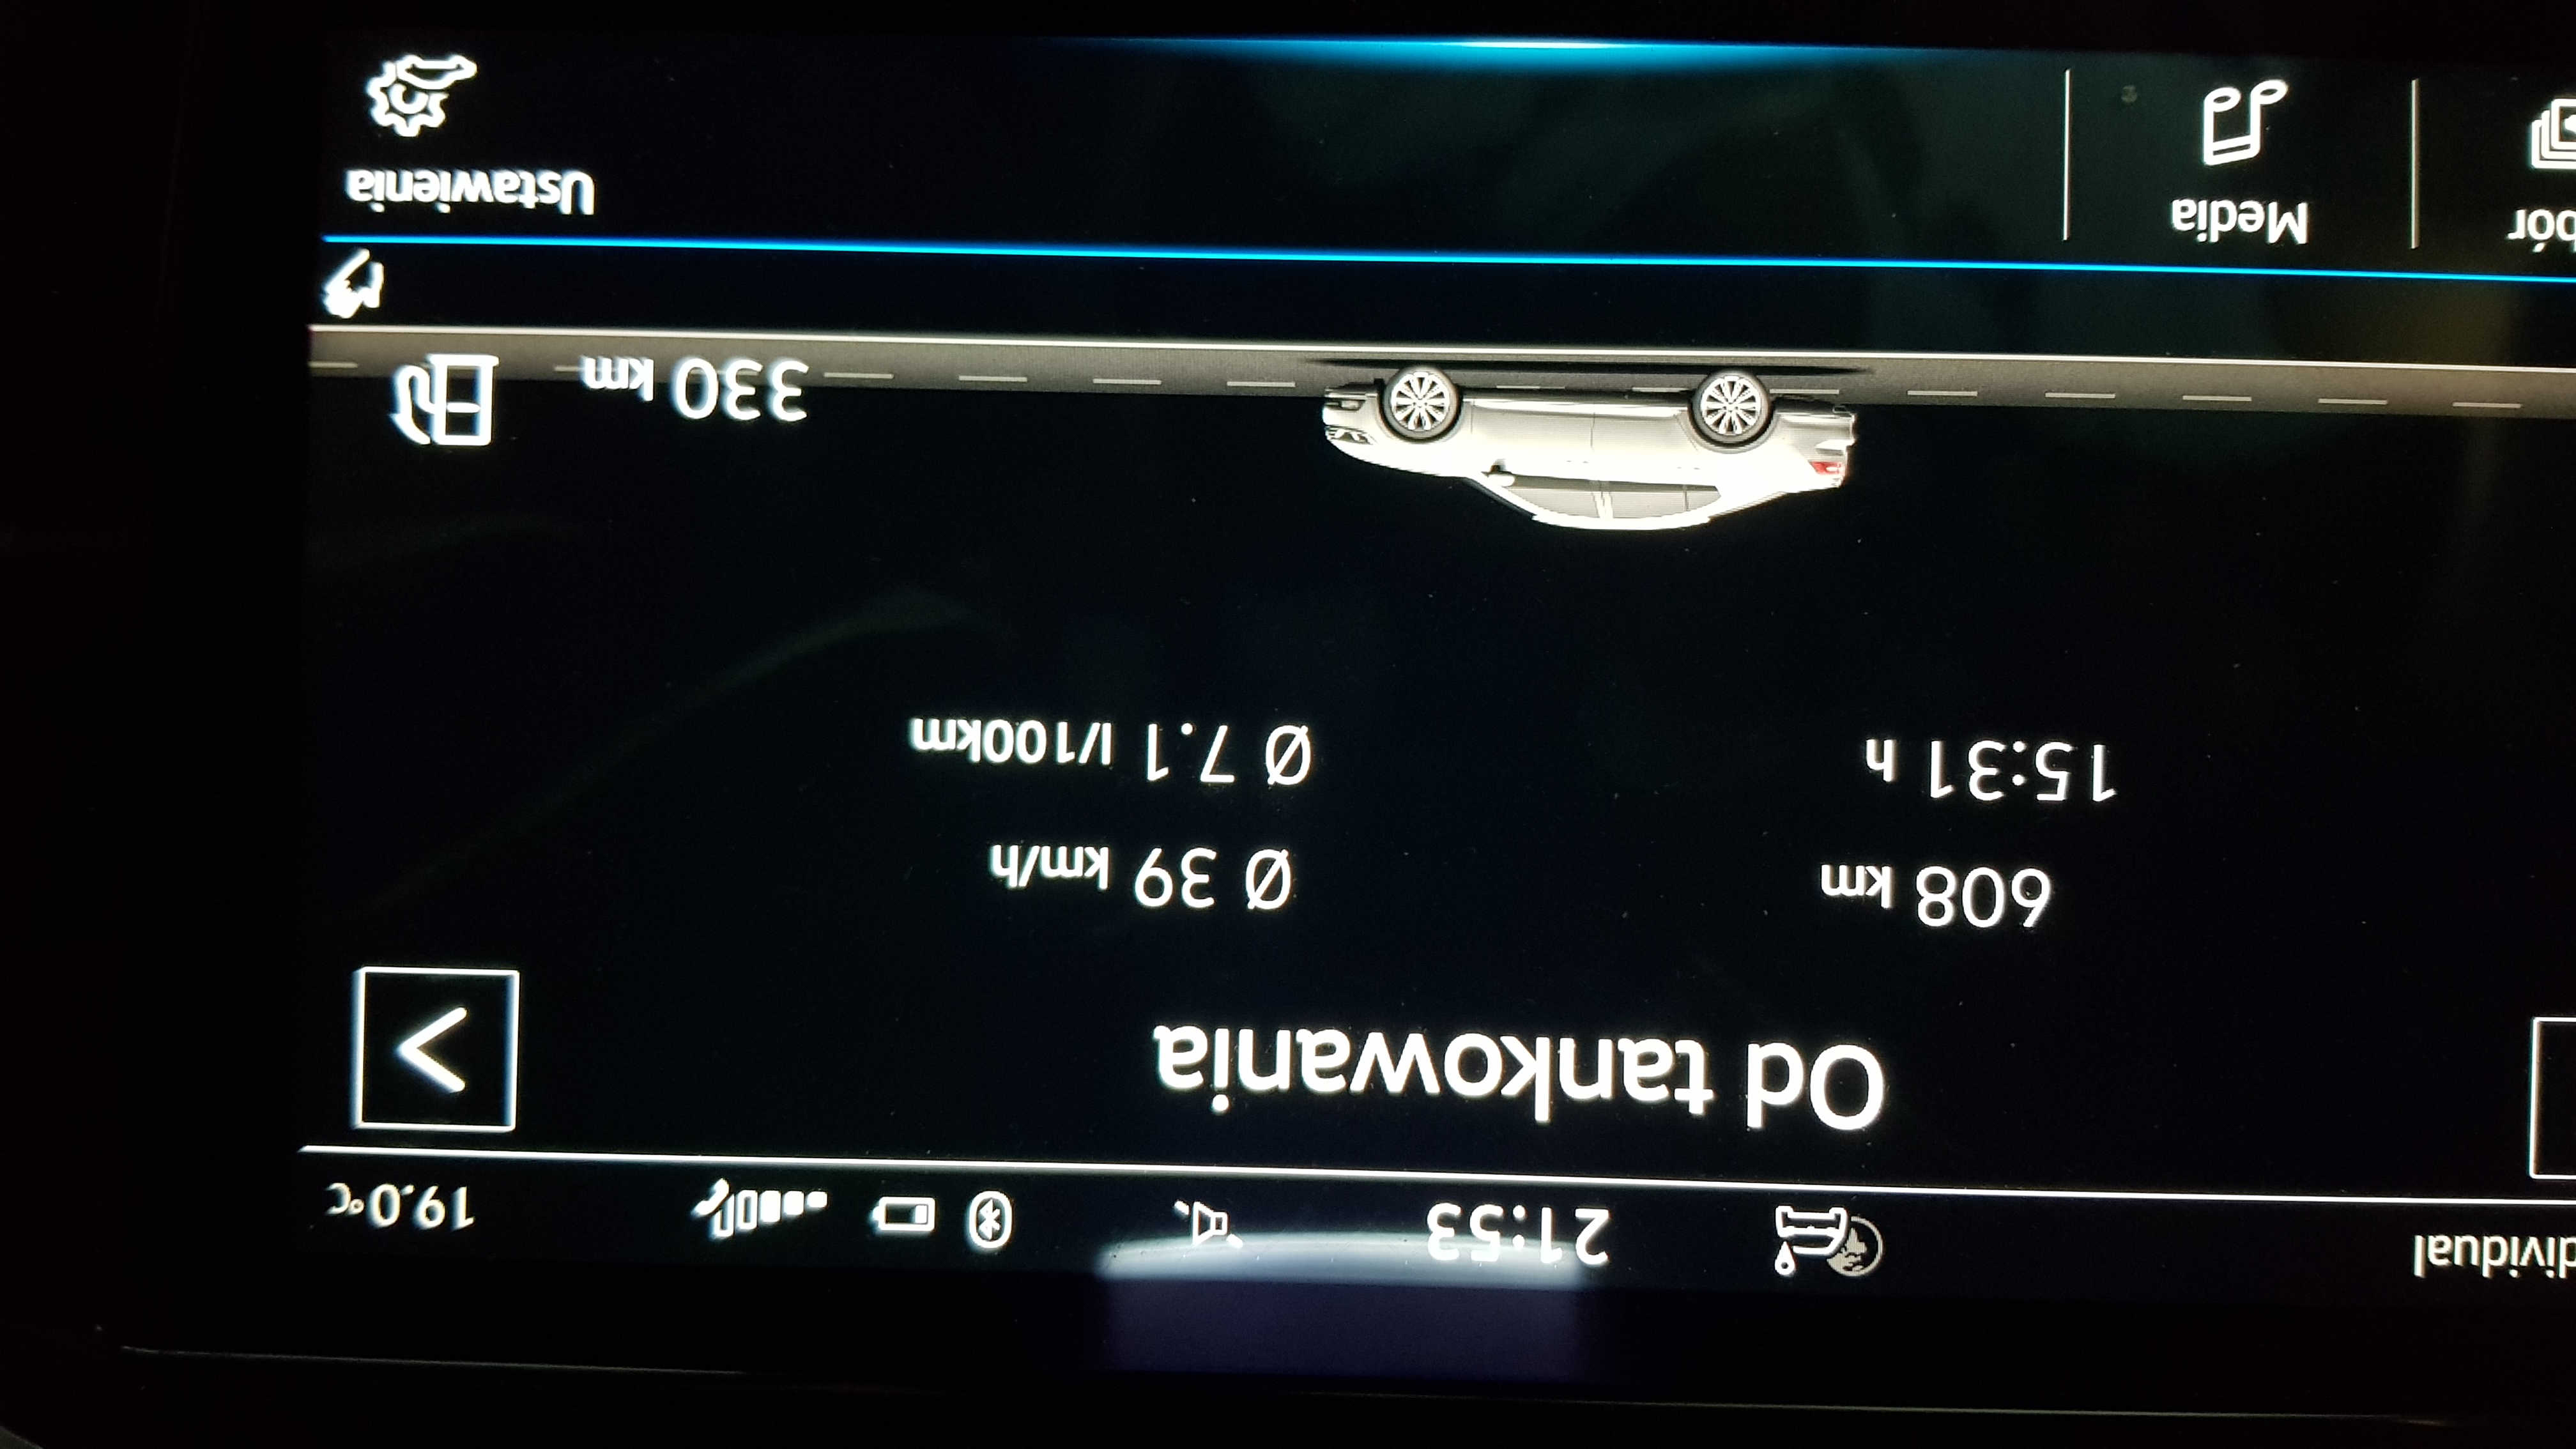 21:53
19.0°C
Od tankowania
608 km
Ø 39 km/h
15:31 h
Ø 7.1 l/100km
330 km
Media
Ustawienia